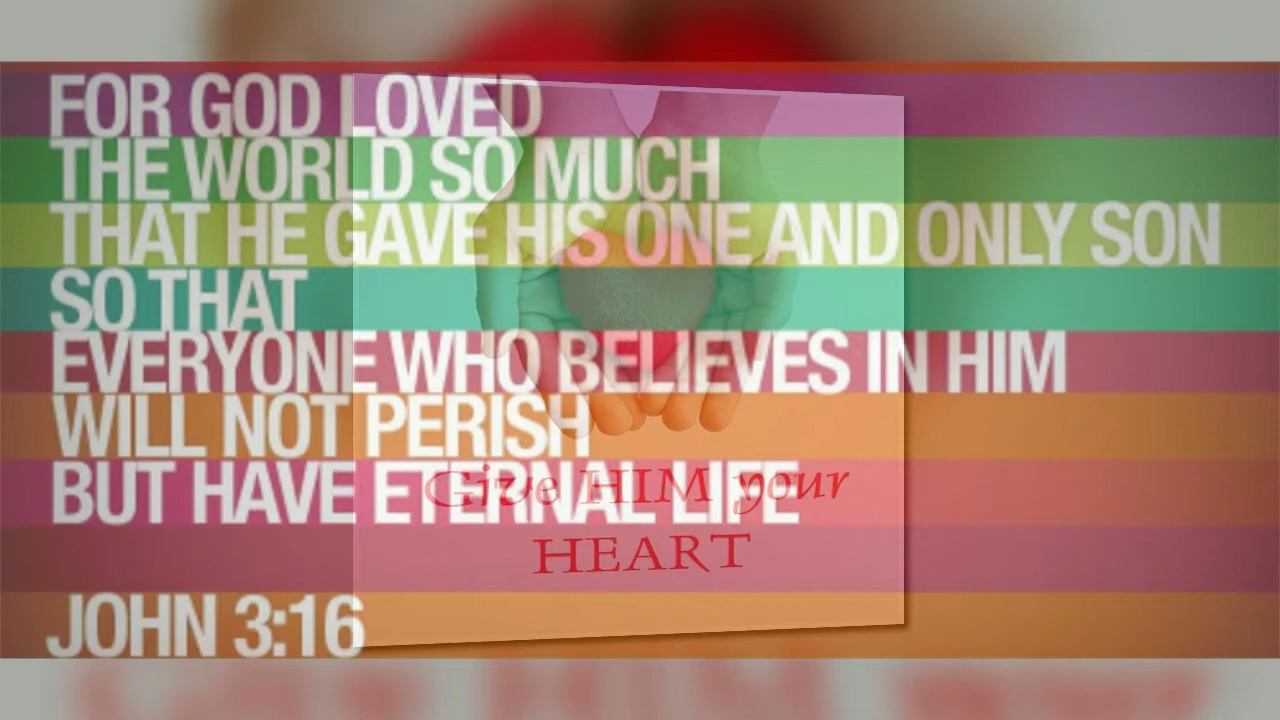 FOR GOD LOVED
THE WORLD SO MUCH
THAT HE GAVE HIS ONE AND ONLY SON
SO THAT
EVERYONE WHO BELIEVES IN HIM
WILL NOT PERISH
BUT HAVE ETERNAL LIFE
JOHN 3:16
Give HIM your
HEART